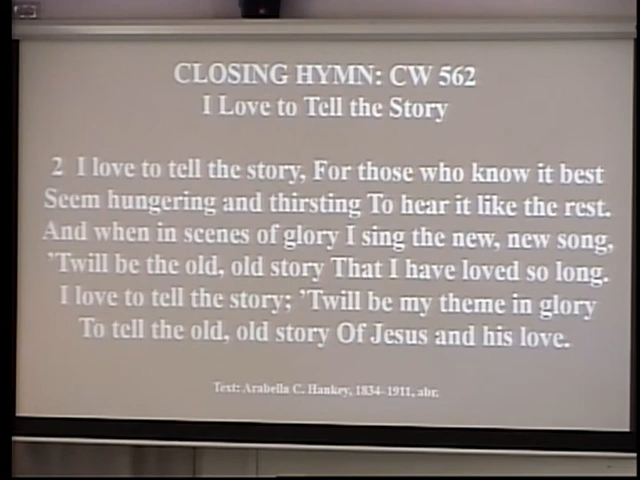 CLOSING HYMN: CW 562
I Love to Tell the Story
2 I love to tell the story, For those who know it best
Seem hungering and thirsting To hear it like the rest.
And when in scenes of glory I sing the new, new song,
'Twill be the old, old story That I have loved so long.
I love to tell the story; 'Twill be my theme in glory
To tell the old, old story Of Jesus and his love.
Text: Arabella C. Hankey, 1834–1911, abr.